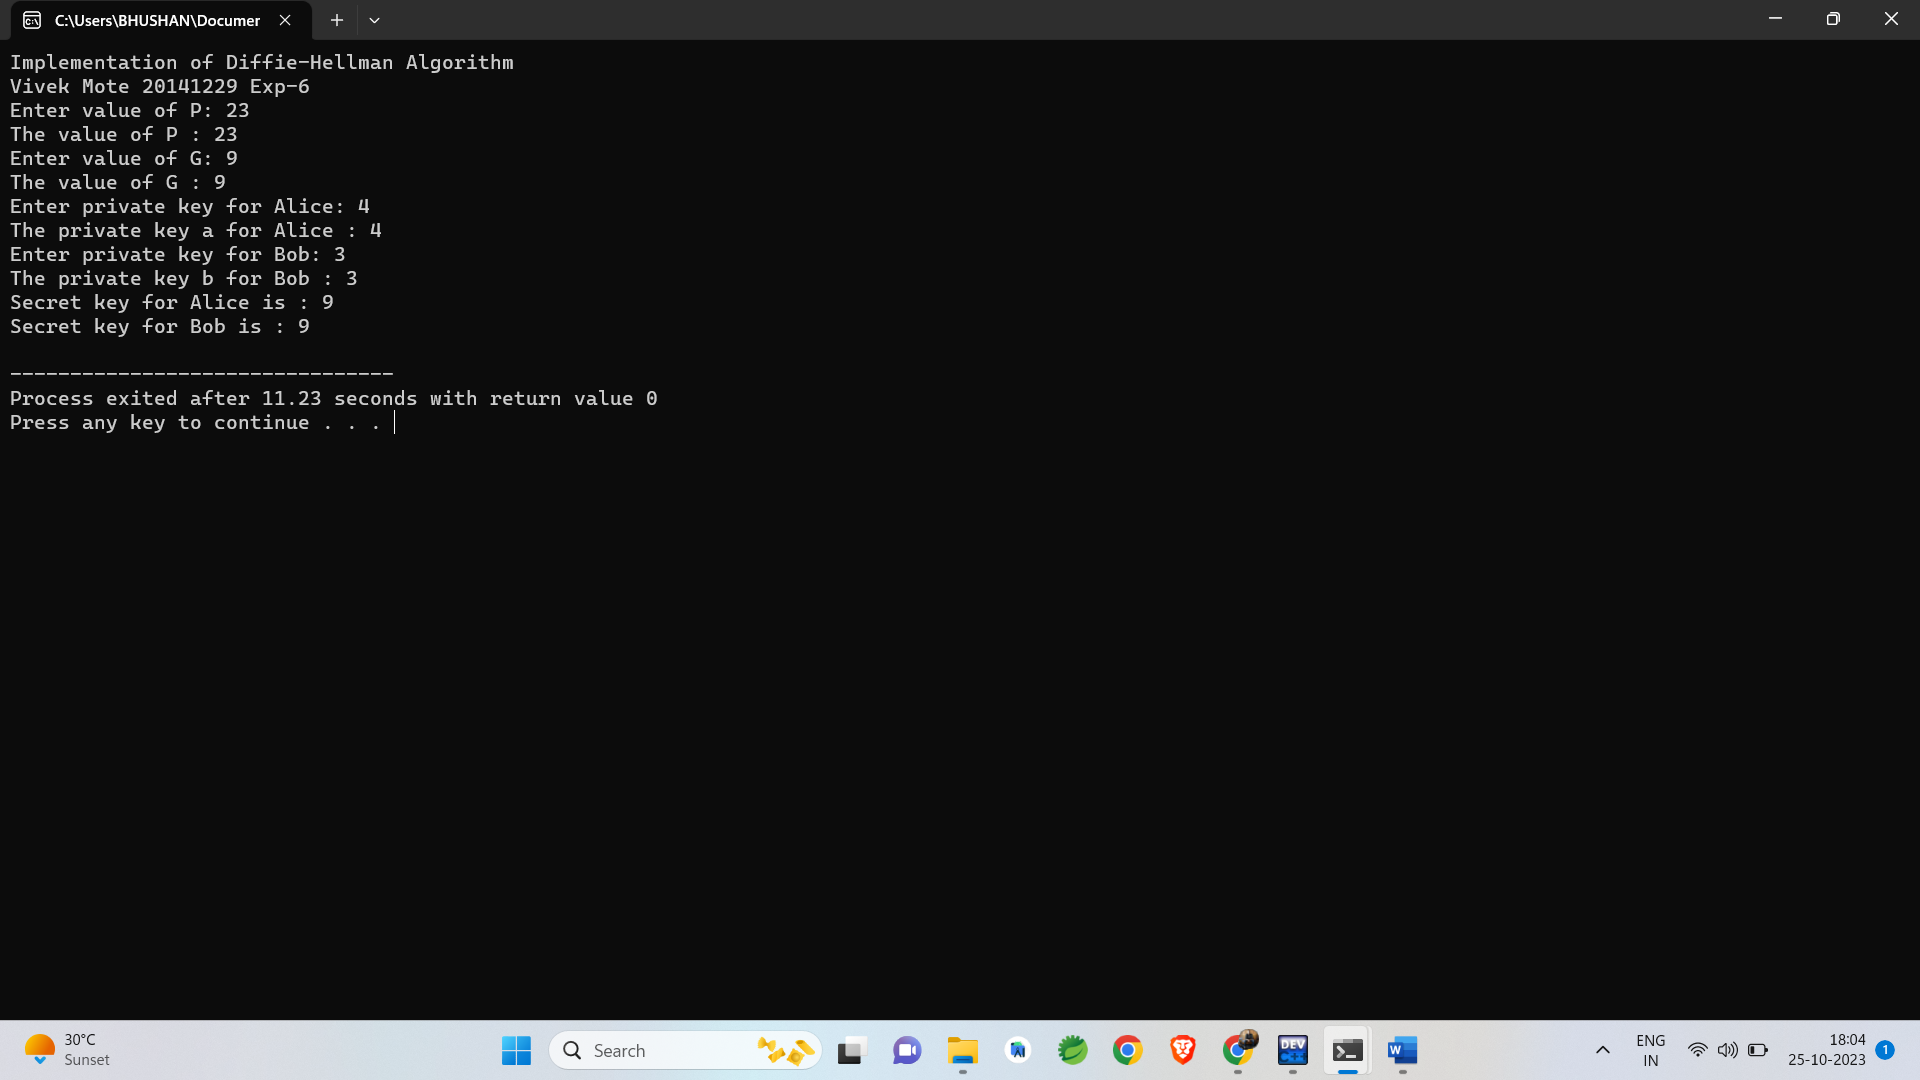 C:\Users\BHUSHAN\Documer
Implementation of Diffie-Hellman Algorithm
Vivek Mote 20141229 Exp-6
Enter value of P: 23
The value of P : 23
Enter value of G: 9
The value of G : 9
Enter private key for Alice: 4
The private key a for Alice : 4
Enter private key for Bob: 3
The private key b for Bob : 3
Secret key for Alice is : 9
Secret key for Bob is : 9
--------------------------------
Process exited after 11.23 seconds with return value 0
Press any key to continue . . .
30°C
Sunset
Search
DEV
C++
W
ENG
IN
18:04
25-10-2023
1